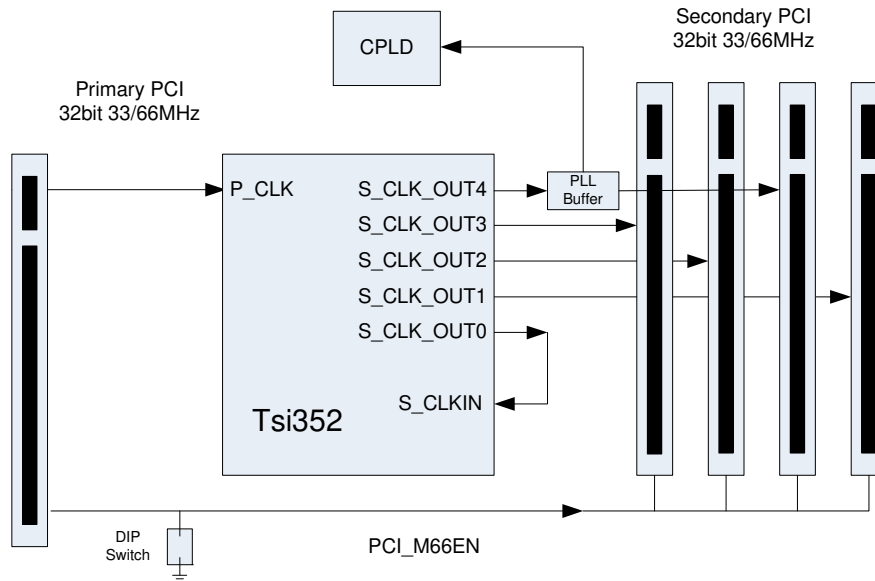 Secondary PCI
32bit 33/66MHz
CPLD
Primary PCI
32bit 33/66MHz
P_CLK
S_CLK_OUT4
PLL
Buffer
S_CLK_OUT3
S_CLK_OUT2
S_CLK_OUT1
S_CLK_OUT0
S_CLKIN
Tsi352
DIP
Switch
PCI_M66EN